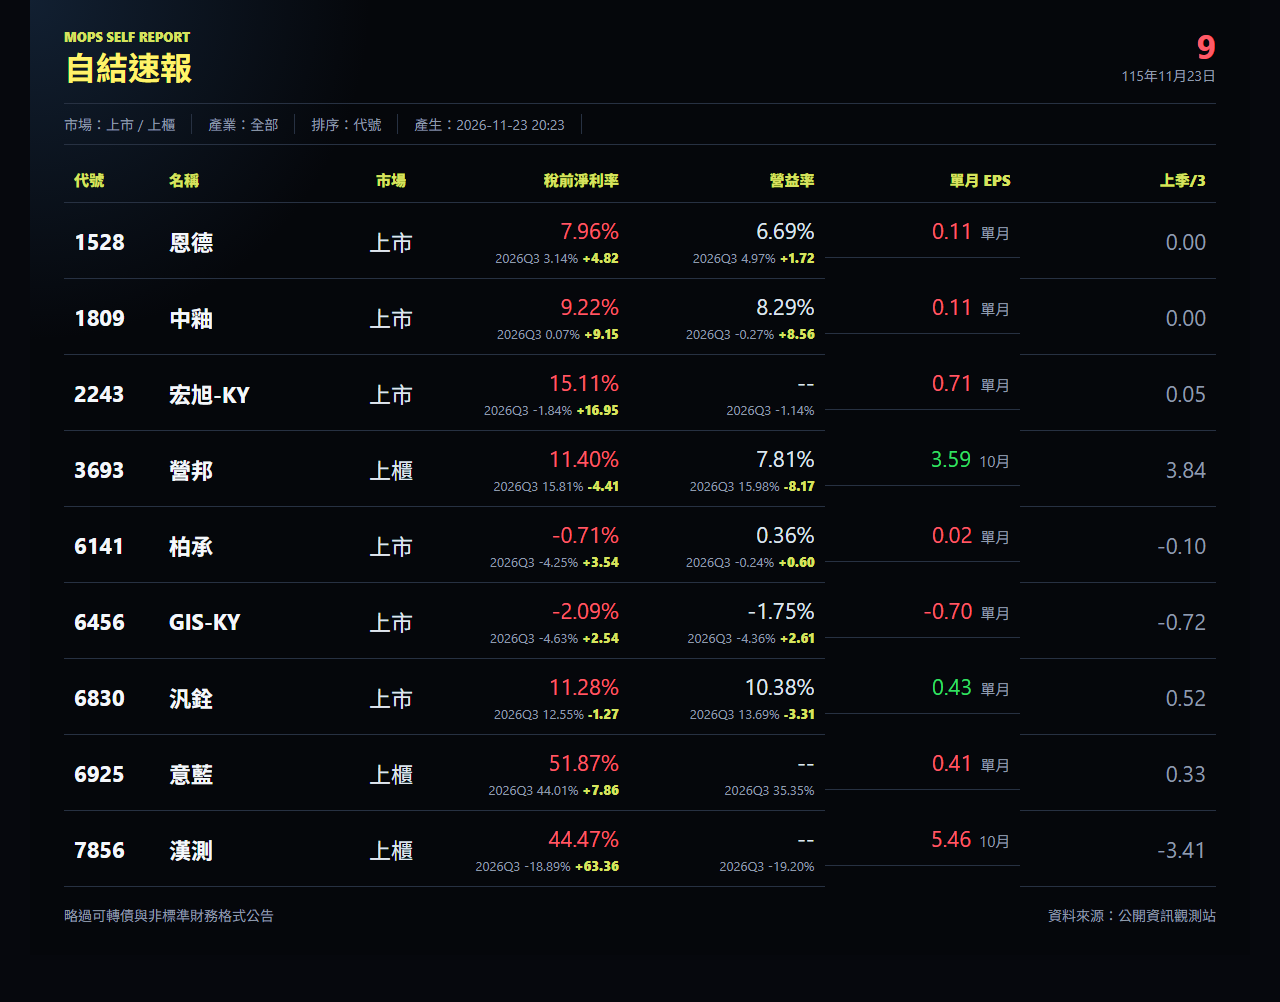 MOPS SELF REPORT
自結速報
9
115年11月23日
市場：上市 / 上櫃 產業：全部 排序：代號 產生：2026-11-23 20:23
代號 名稱 市場 稅前淨利率 營益率 單月 EPS 上季/3
1528 恩德 上市 7.96% 6.69% 0.11 單月 0.00
2026Q3 3.14% +4.82 2026Q3 4.97% +1.72
1809 中釉 上市 9.22% 8.29% 0.11 單月 0.00
2026Q3 0.07% +9.15 2026Q3 -0.27% +8.56
2243 宏旭-KY 上市 15.11% -- 0.71 單月 0.05
2026Q3 -1.84% +16.95 2026Q3 -1.14%
3693 營邦 上櫃 11.40% 7.81% 3.59 10月 3.84
2026Q3 15.81% -4.41 2026Q3 15.98% -8.17
6141 柏承 上市 -0.71% 0.36% 0.02 單月 -0.10
2026Q3 -4.25% +3.54 2026Q3 -0.24% +0.60
6456 GIS-KY 上市 -2.09% -1.75% -0.70 單月 -0.72
2026Q3 -4.63% +2.54 2026Q3 -4.36% +2.61
6830 汎銓 上市 11.28% 10.38% 0.43 單月 0.52
2026Q3 12.55% -1.27 2026Q3 13.69% -3.31
6925 意藍 上櫃 51.87% -- 0.41 單月 0.33
2026Q3 44.01% +7.86 2026Q3 35.35%
7856 漢測 上櫃 44.47% -- 5.46 10月 -3.41
2026Q3 -18.89% +63.36 2026Q3 -19.20%
略過可轉債與非標準財務格式公告
資料來源：公開資訊觀測站